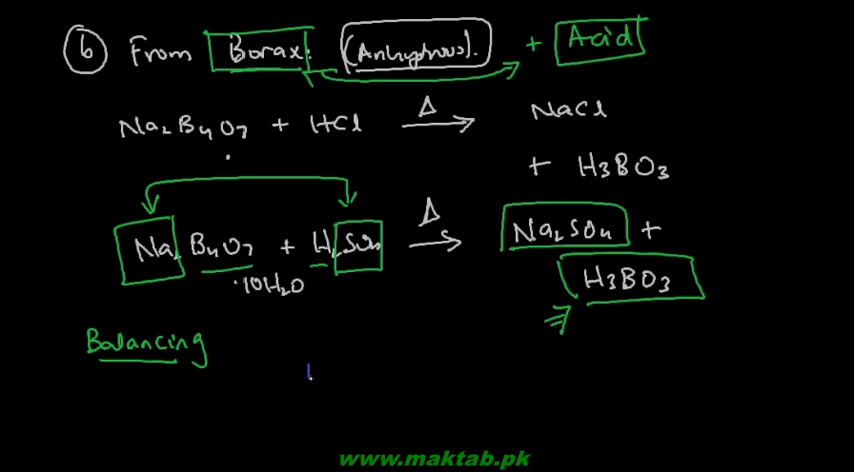 6 From Borax: (Anhydrous). + Acid
Na2B4O7 + HCl Δ→ NaCl
+ H3BO3
Na2B4O7 + H2SO4 Δ→ Na2SO4 +
·10H2O H3BO3
Balancing
www.maktab.pk